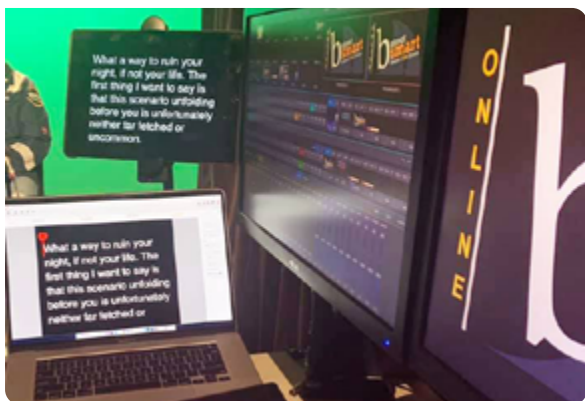 What a way to ruin your
night, if not your life. The
first thing I want to say is
that this scenario unfolding
before you is unfortunately
neither far fetched or
uncommon.
What a way to ruin your
night, if not your life. The
first thing I want to say is
that this scenario unfolding
before you is unfortunately
neither far fetched or
b smart
b smart
ONLINE
b